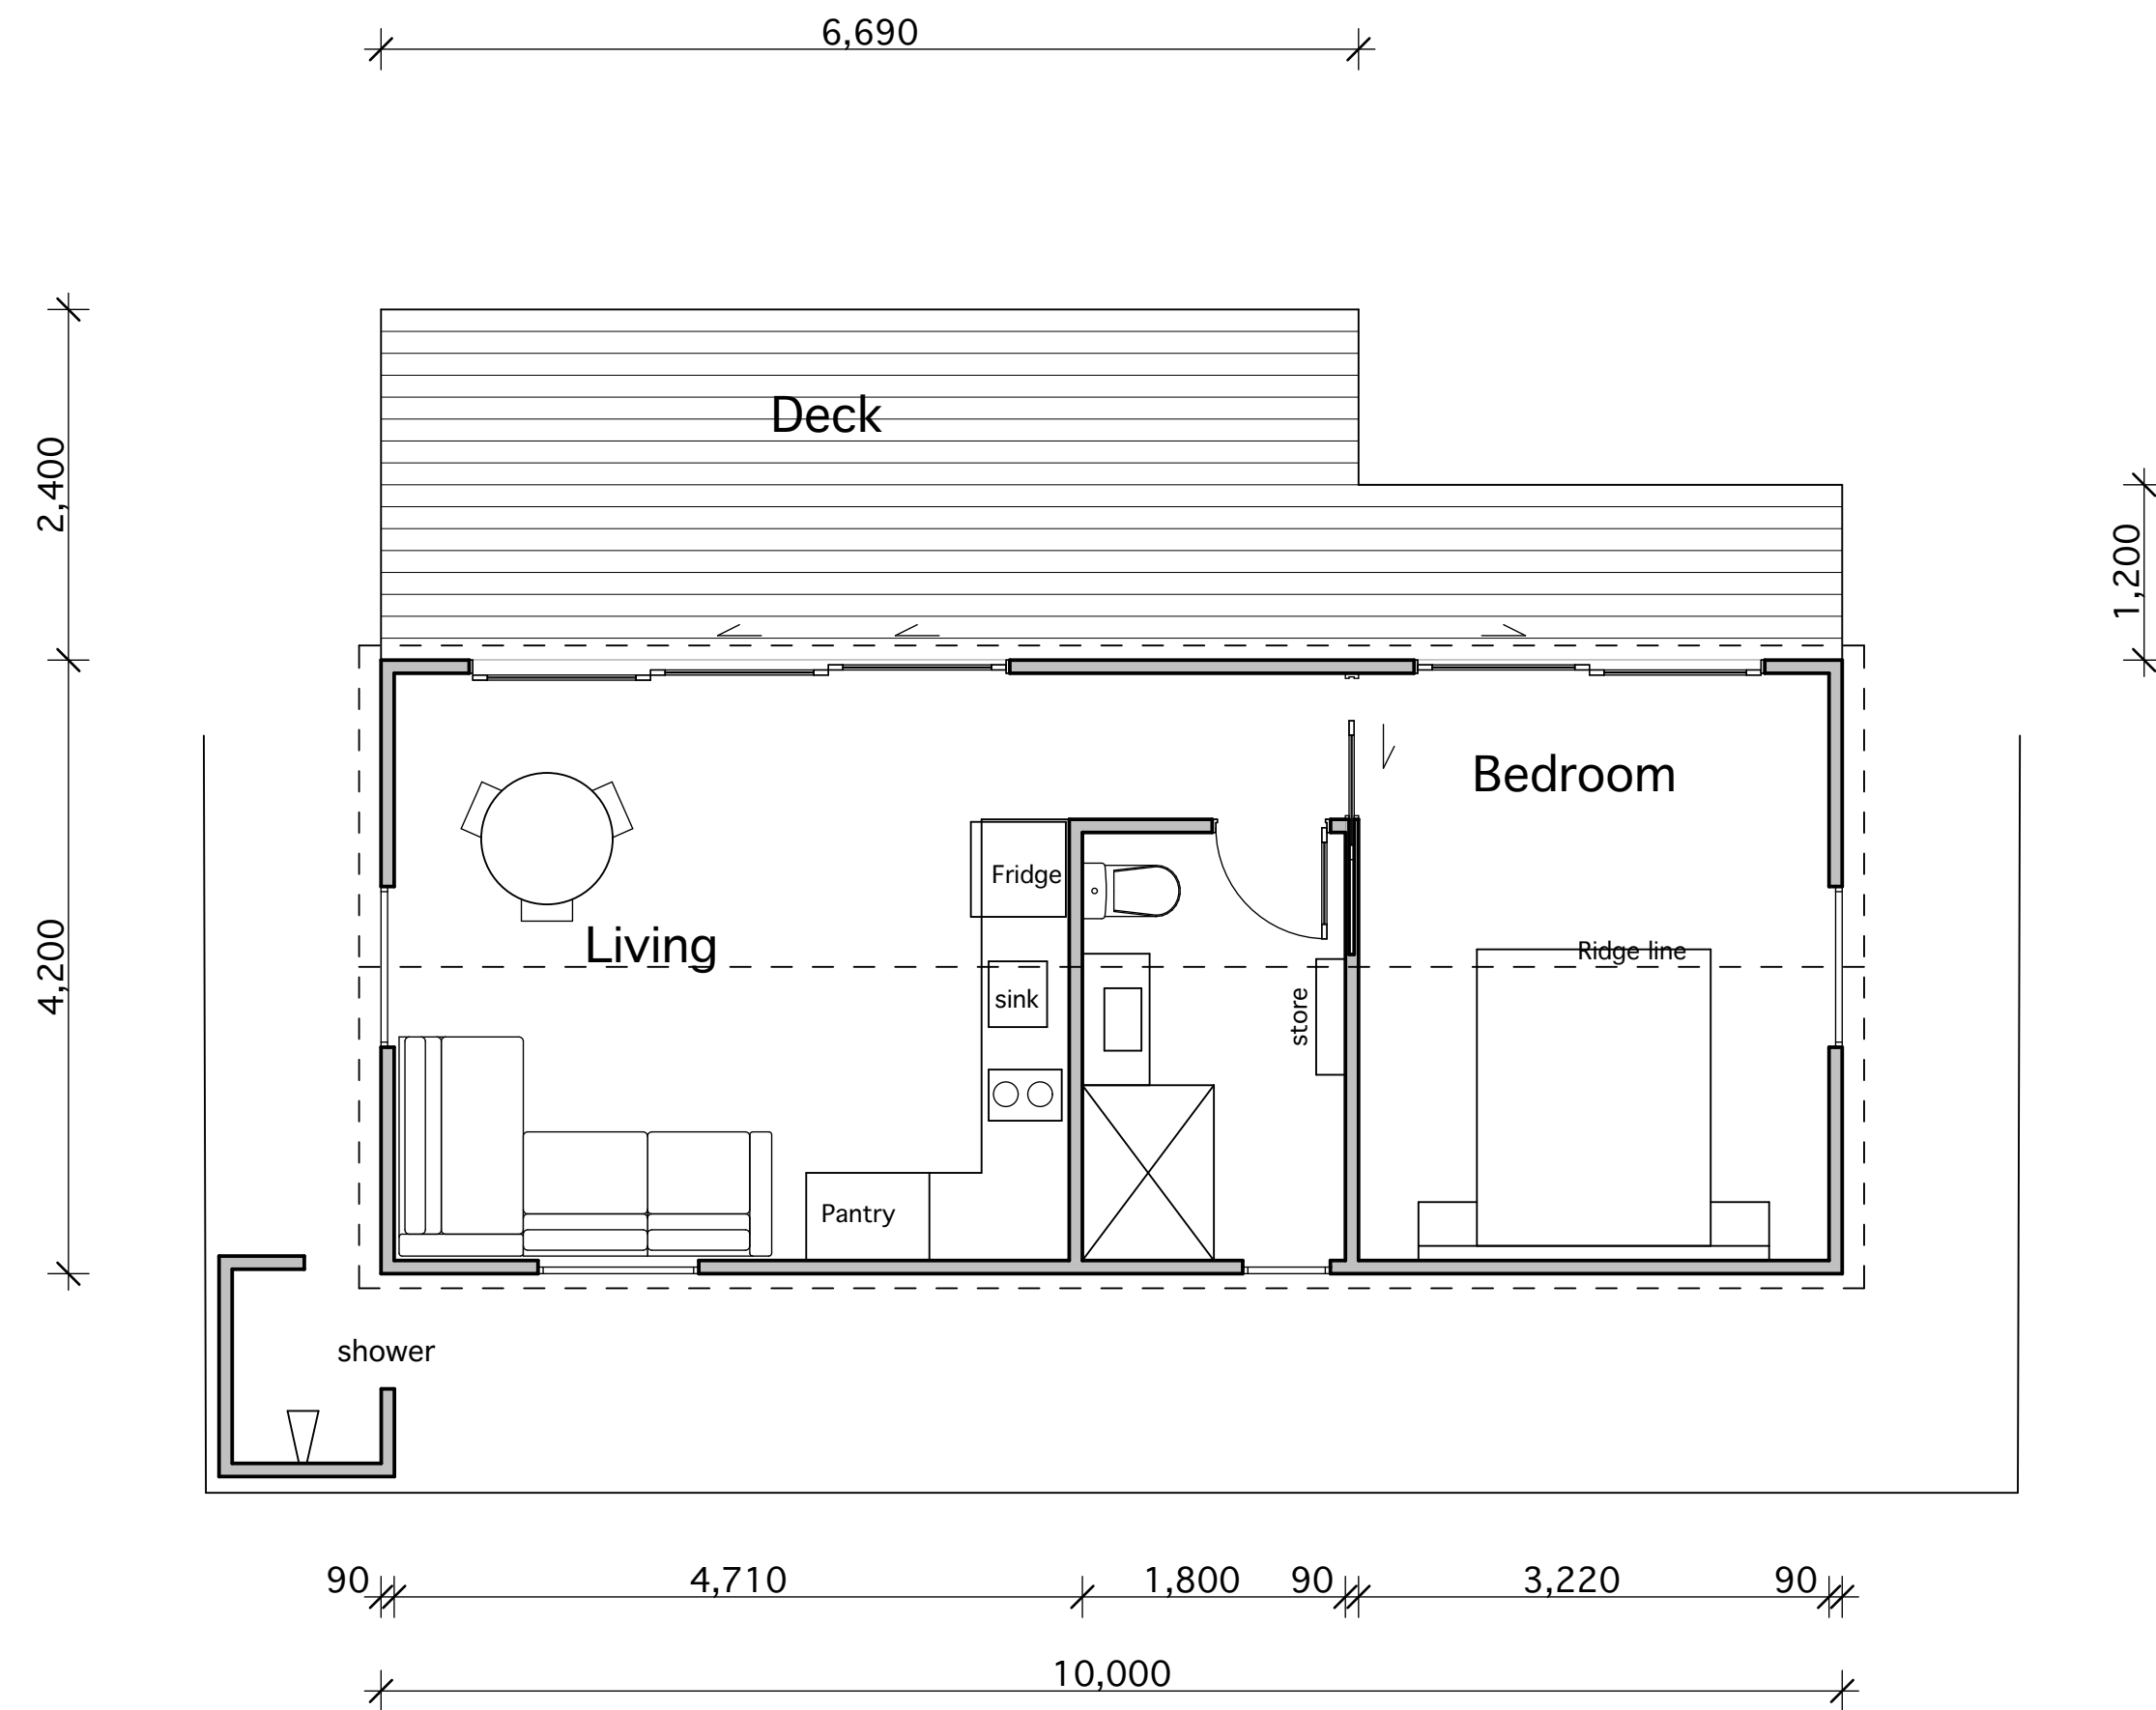 6,690
Deck
2,400
1,200
Bedroom
Fridge
Living
Ridge line
4,200
sink
store
Pantry
shower
90
4,710
1,800
90
3,220
90
10,000